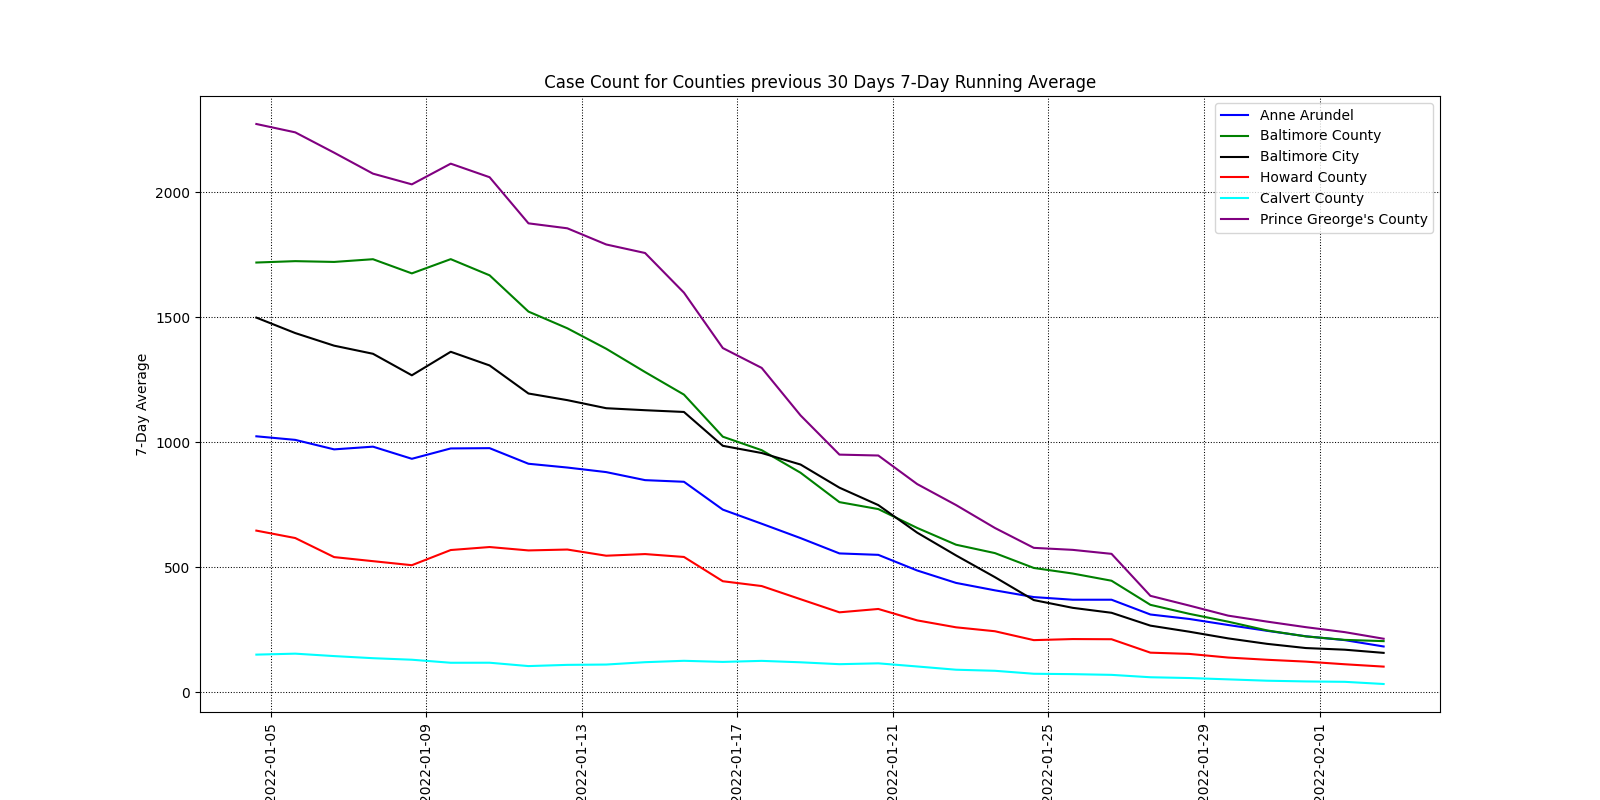 Case Count for Counties previous 30 Days 7-Day Running Average
Anne Arundel
Baltimore County
Baltimore City
Howard County
Calvert County
Prince Greorge's County
7-Day Average
2000
1500
1000
500
0
2022-01-05
2022-01-09
2022-01-13
2022-01-17
2022-01-21
2022-01-25
2022-01-29
2022-02-01